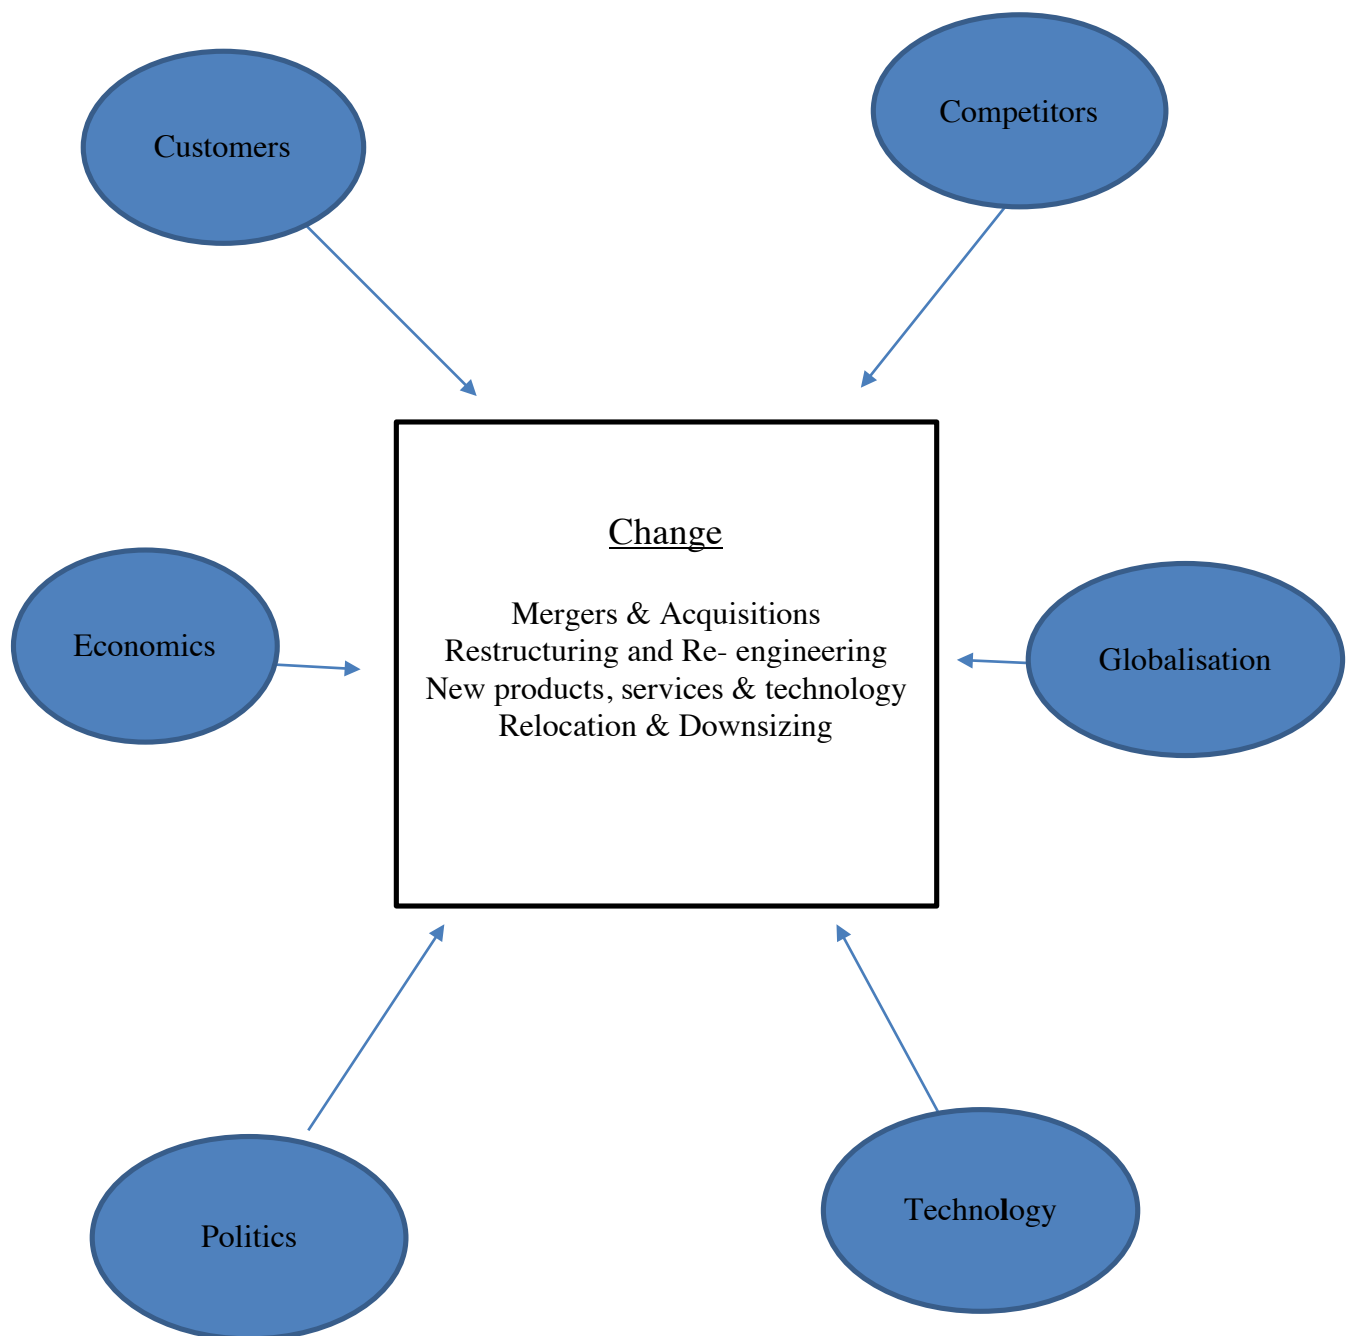 Customers
Competitors
Change
Mergers & Acquisitions
Restructuring and Re- engineering
New products, services & technology
Relocation & Downsizing
Economics
Globalisation
Politics
Technology